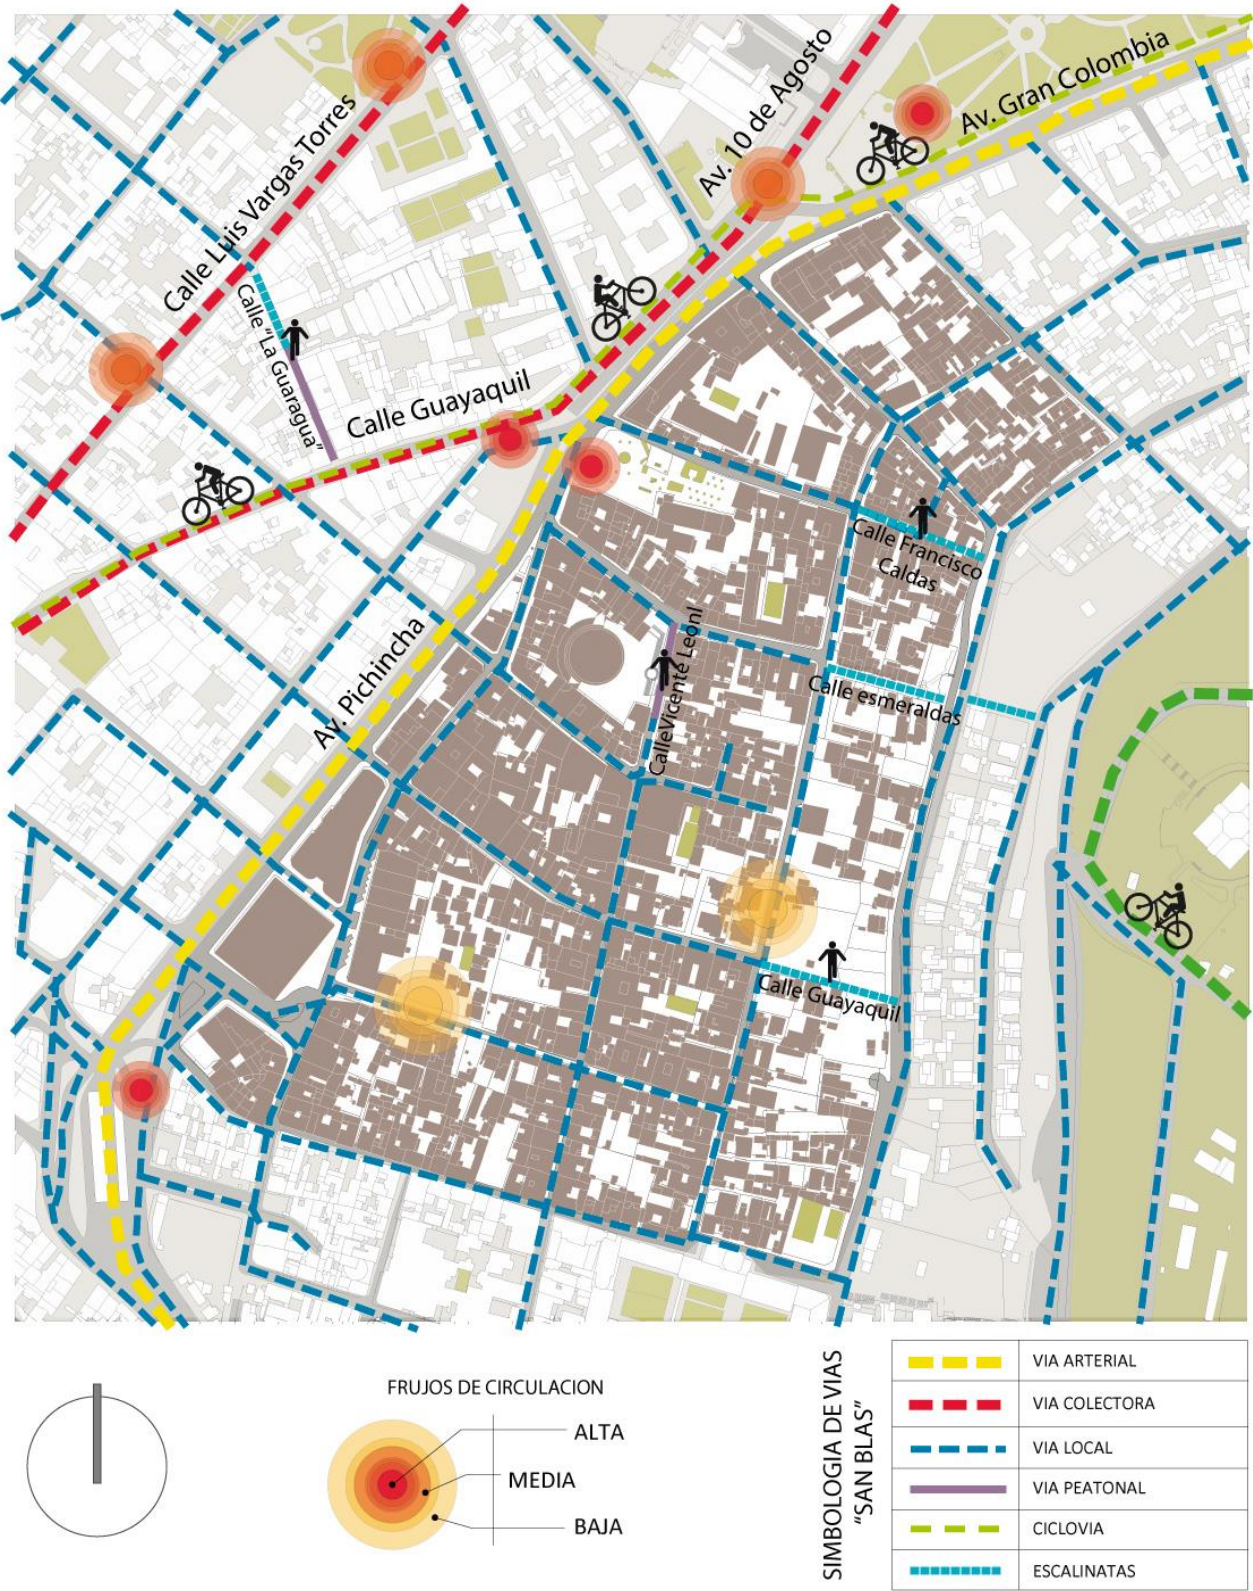 Av. Gran Colombia
Av. 10 de Agosto
Calle Luis Vargas Torres
Calle "La Guaragua"
Calle Guayaquil
Calle Francisco
Caldas
CalleVicente Leonl
Calle esmeraldas
Av. Pichincha
Calle Guayaquil
FRUJOS DE CIRCULACION
ALTA
MEDIA
BAJA
SIMBOLOGIA DE VIAS
"SAN BLAS"
VIA ARTERIAL
VIA COLECTORA
VIA LOCAL
VIA PEATONAL
CICLOVIA
ESCALINATAS